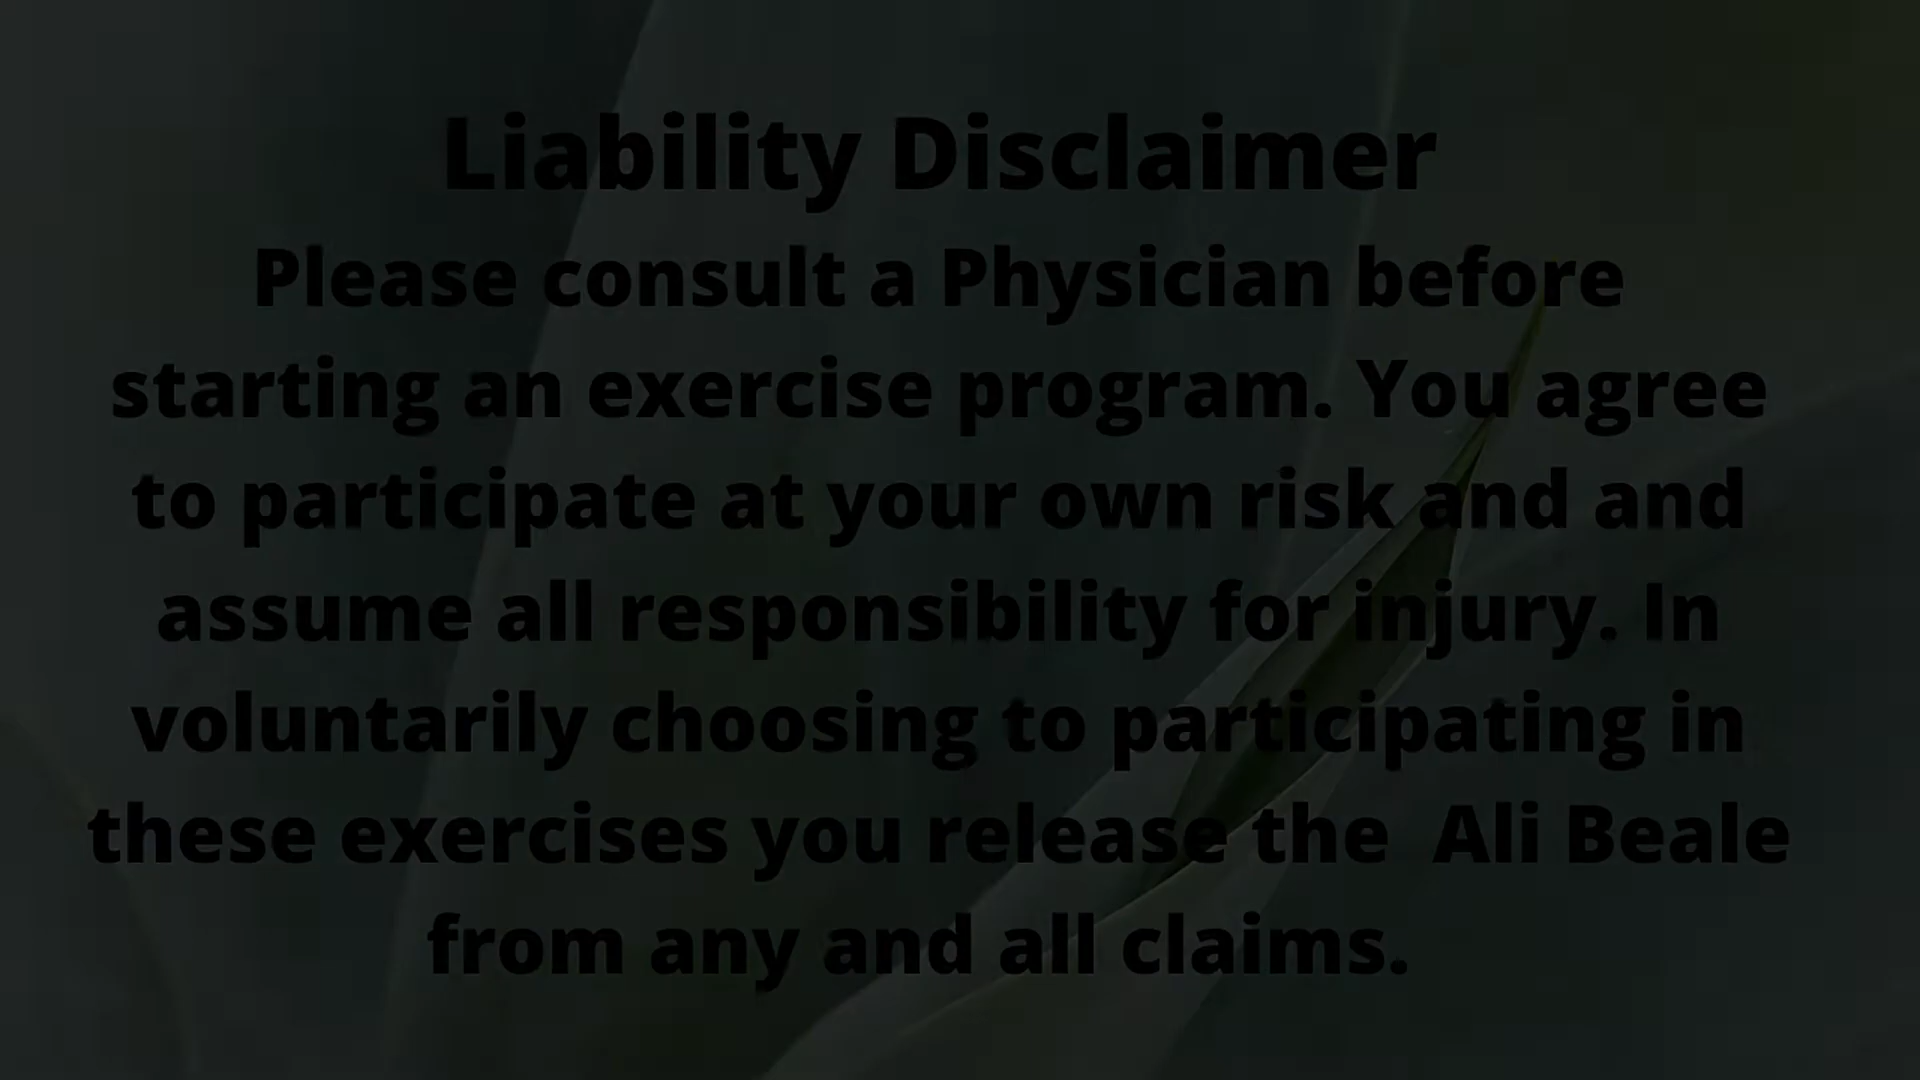 Liability Disclaimer
Please consult a Physician before
starting an exercise program. You agree
to participate at your own risk and and
assume all responsibility for injury. In
voluntarily choosing to participating in
these exercises you release the  Ali Beale
from any and all claims.